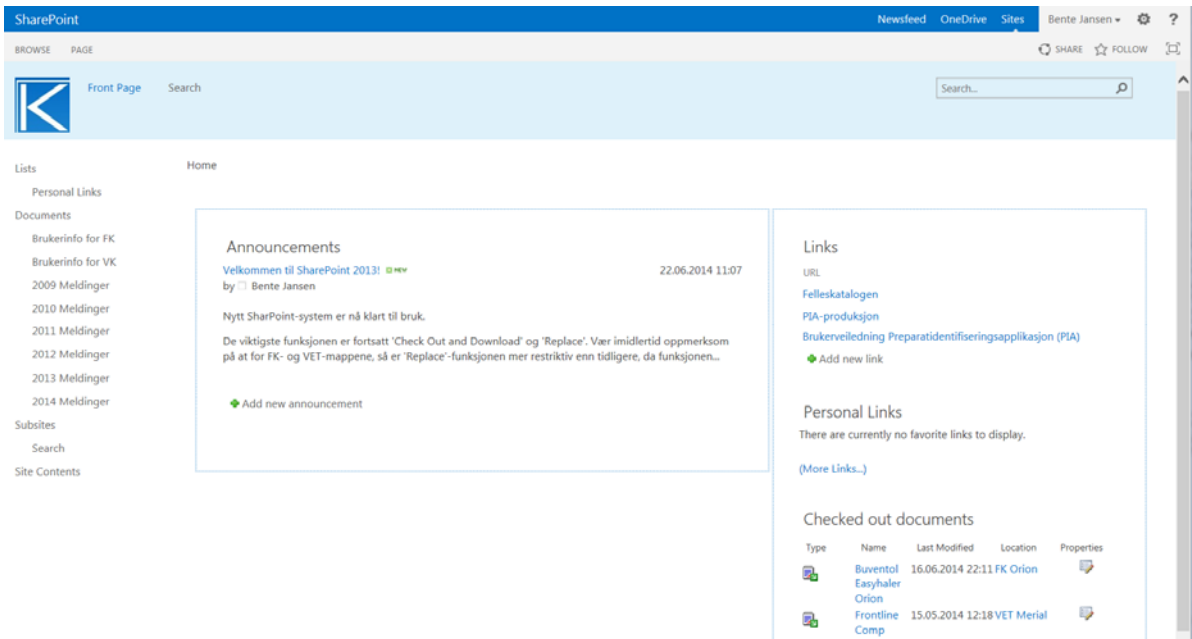 SharePoint
Newsfeed OneDrive Sites Bente Jansen ?
BROWSE PAGE
SHARE FOLLOW
K
Front Page Search
Search...
Home
Lists
Personal Links
Documents
Brukerinfo for FK
Brukerinfo for VK
2009 Meldinger
2010 Meldinger
2011 Meldinger
2012 Meldinger
2013 Meldinger
2014 Meldinger
Subsites
Search
Site Contents
Announcements
Velkommen til SharePoint 2013! NEW 22.06.2014 11:07
by Bente Jansen
Nytt SharPoint-system er nå klart til bruk.
De viktigste funksjonen er fortsatt 'Check Out and Download' og 'Replace'. Vær imidlertid oppmerksom
på at for FK- og VET-mappene, så er 'Replace'-funksjonen mer restriktiv enn tidligere, da funksjonen...
Add new announcement
Links
URL
Felleskatalogen
PIA-produksjon
Brukerveiledning Preparatidentifiseringsapplikasjon (PIA)
Add new link
Personal Links
There are currently no favorite links to display.
(More Links...)
Checked out documents
Type Name Last Modified Location Properties
Buventol 16.06.2014 22:11 FK Orion
Easyhaler
Orion
Frontline 15.05.2014 12:18 VET Merial
Comp